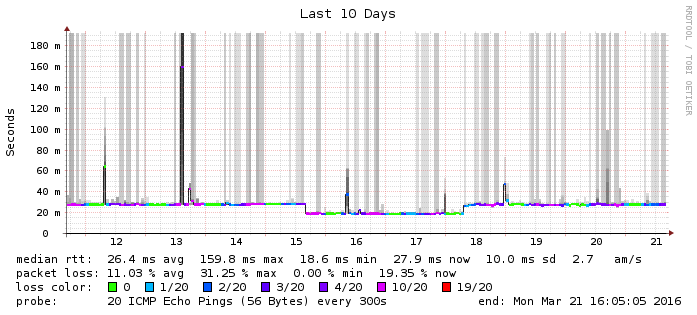 Last 10 Days
RRDTOOL / TOBI OETIKER
Seconds
180 m
160 m
140 m
120 m
100 m
80 m
60 m
40 m
20 m
0
12 13 14 15 16 17 18 19 20 21
median rtt: 26.4 ms avg 159.8 ms max 18.6 ms min 27.9 ms now 10.0 ms sd 2.7 am/s
packet loss: 11.03 % avg 31.25 % max 0.00 % min 19.35 % now
loss color: 0 1/20 2/20 3/20 4/20 10/20 19/20
probe: 20 ICMP Echo Pings (56 Bytes) every 300s end: Mon Mar 21 16:05:05 2016